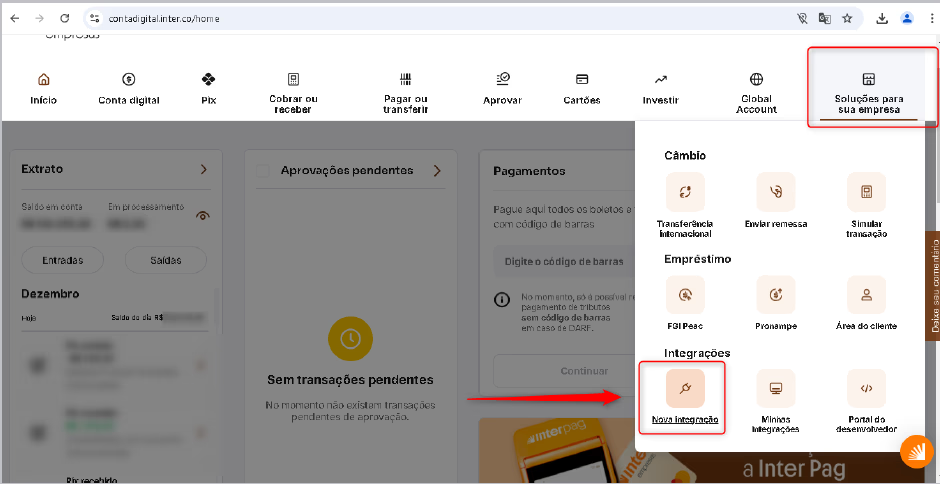 contadigital.inter.co/home
empresas
Início
Conta digital
Pix
Cobrar ou
receber
Pagar ou
transferir
Aprovar
Cartões
Investir
Global
Account
Soluções para
sua empresa
Extrato
Saldo em conta
Em processamento
Entradas
Saídas
Dezembro
Hoje
Saldo do dia R$
Pix recebido
Aprovações pendentes
Sem transações pendentes
No momento não existem transações
pendentes de aprovação.
Pagamentos
Pague aqui todos os boletos e
com código de barras
Digite o código de barras
No momento, só é possível re
pagamento de tributos
sem código de barras
em caso de DARF.
Continuar
inter pag
a Inter Pag
Câmbio
Transferência
internacional
Enviar remessa
Simular
transação
Empréstimo
FGI Peac
Pronampe
Área do cliente
Integrações
Nova integração
Minhas
integrações
Portal do
desenvolvedor
Deixe seu comentário